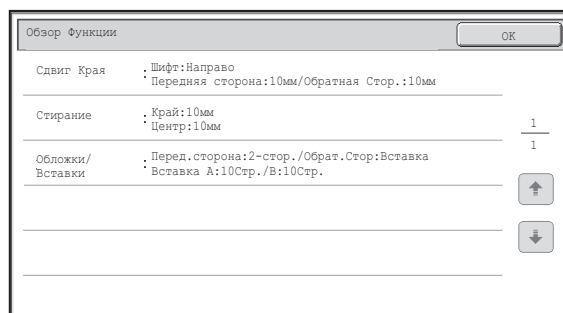 Обзор Функции
OK
Сдвиг Края
:Шифт:Направо
Передняя сторона:10мм/Обратная Стор.:10мм
Стирание
:Край:10мм
Центр:10мм
1
1
Обложки/
Вставки
:Перед.сторона:2-стор./Обрат.Стор:Вставка
Вставка A:10Стр./B:10Стр.